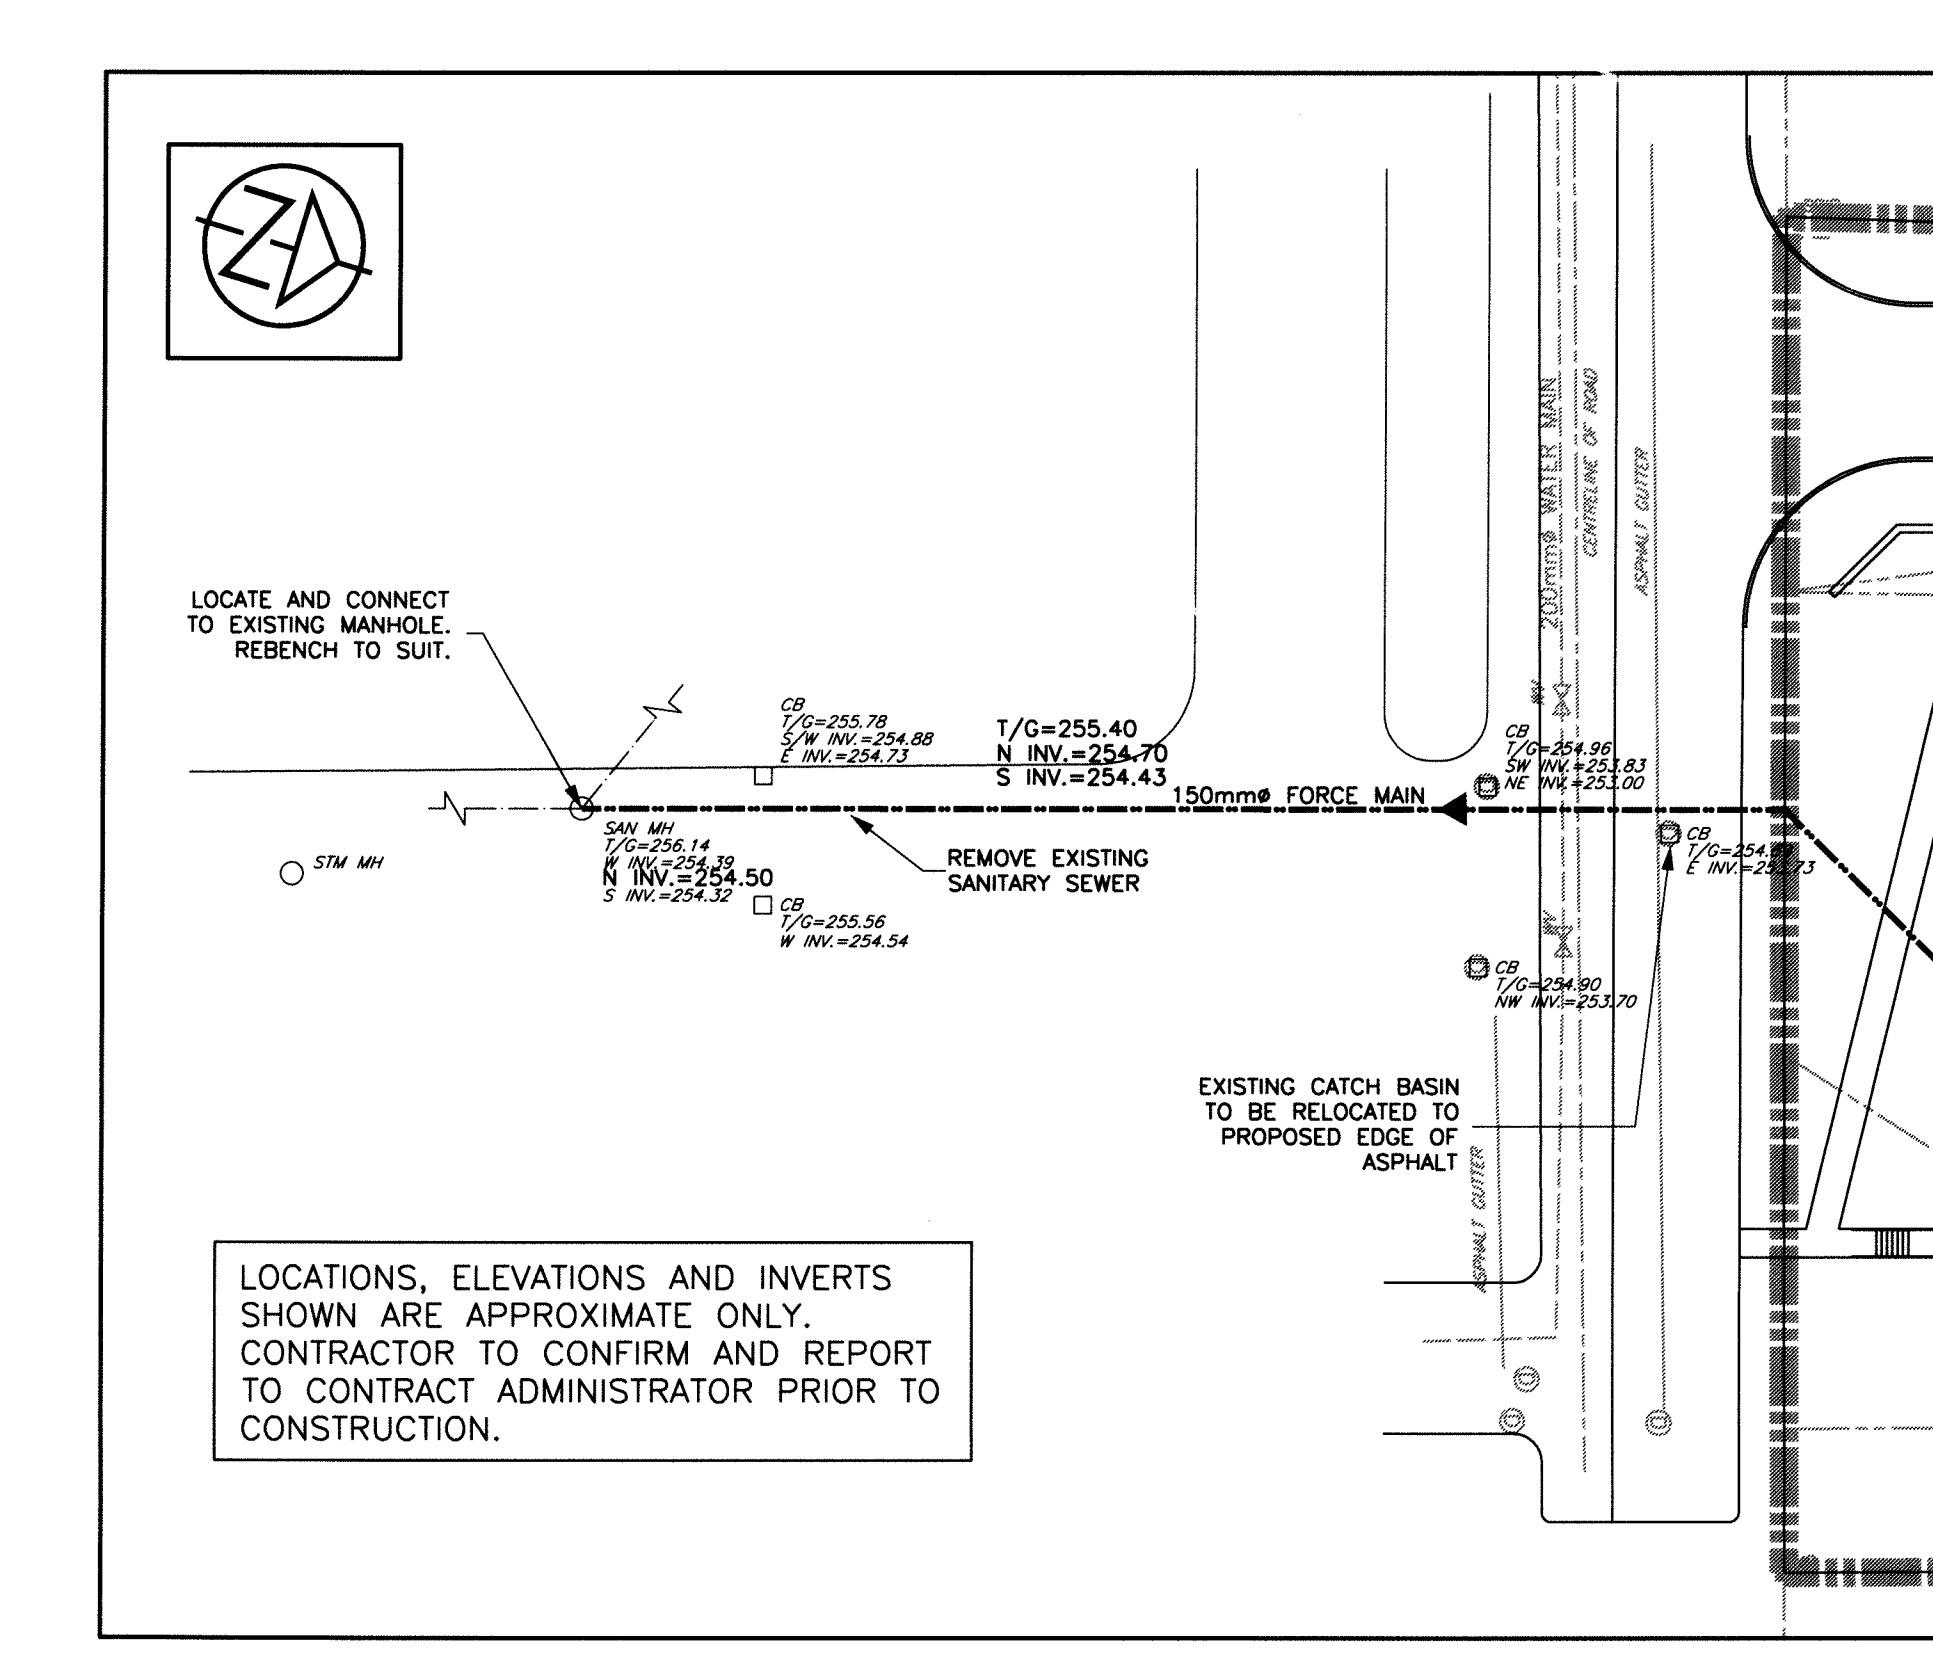 LOCATE AND CONNECT
TO EXISTING MANHOLE.
REBENCH TO SUIT.
CB
T/G=255.78
S/W INV.=254.88
E INV.=254.73
T/G=255.40
N INV.=254.70
S INV.=254.43
150mmø FORCE MAIN
200mmø WATER MAIN
CENTRELINE OF ROAD
ASPHALT GUTTER
CB
T/G=254.96
SW INV.=253.83
NE INV.=253.00
SAN MH
T/G=256.14
W INV.=254.39
N INV.=254.50
S INV.=254.32
STM MH
REMOVE EXISTING
SANITARY SEWER
CB
T/G=255.56
W INV.=254.54
CB
E INV.=253.73
CB
T/G=254.90
NW INV.=253.70
EXISTING CATCH BASIN
TO BE RELOCATED TO
PROPOSED EDGE OF
ASPHALT
ASPHALT GUTTER
LOCATIONS, ELEVATIONS AND INVERTS
SHOWN ARE APPROXIMATE ONLY.
CONTRACTOR TO CONFIRM AND REPORT
TO CONTRACT ADMINISTRATOR PRIOR TO
CONSTRUCTION.